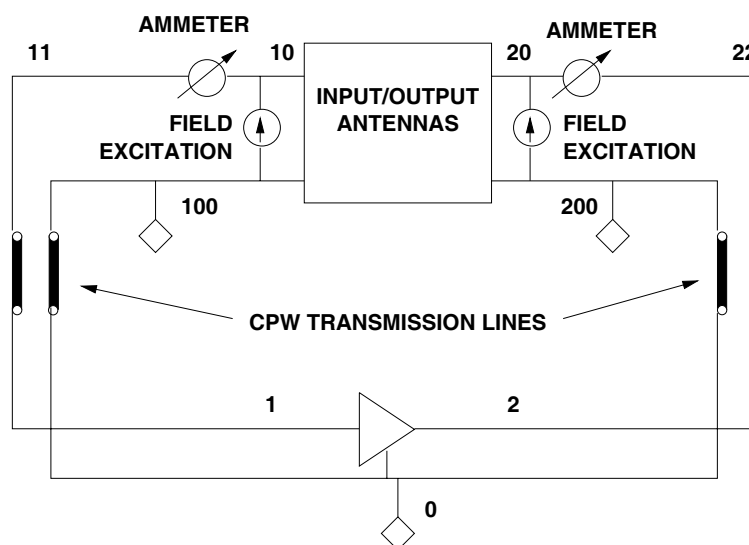 AMMETER
AMMETER
11
10
20
22
INPUT/OUTPUT
ANTENNAS
FIELD
EXCITATION
FIELD
EXCITATION
100
200
CPW TRANSMISSION LINES
1
2
0